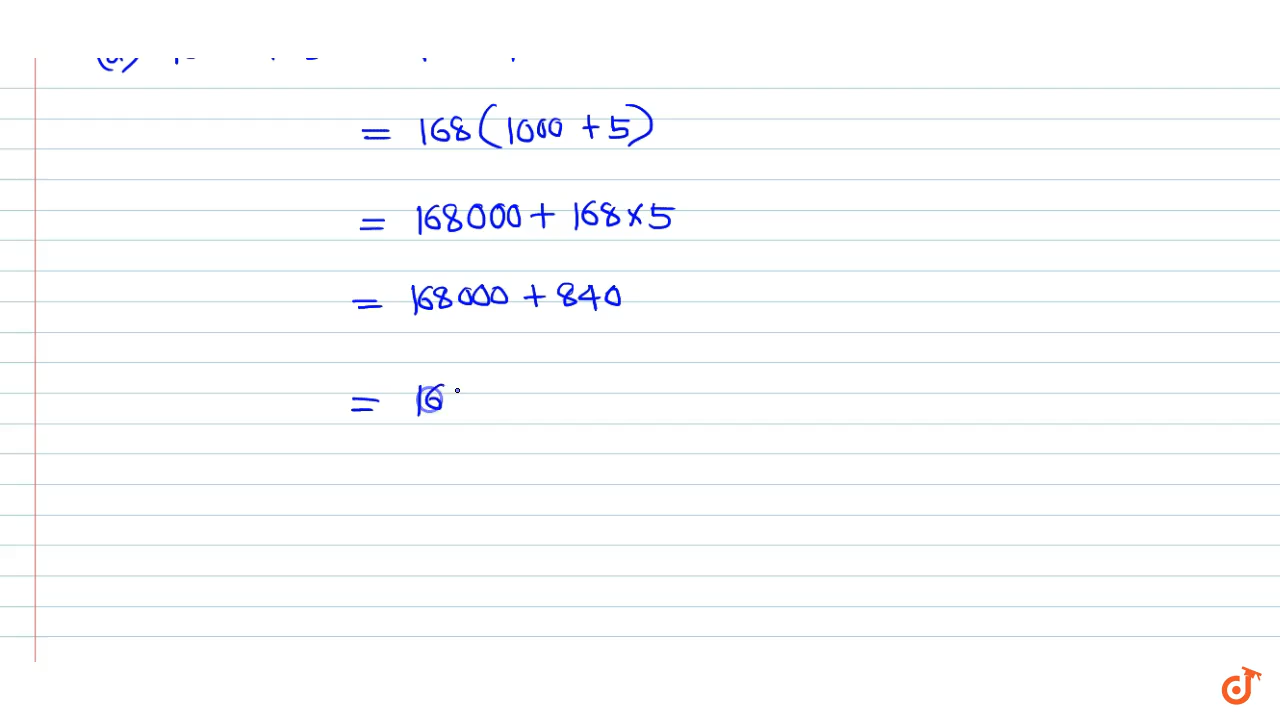 = 168(1000 + 5)
= 168000 + 168×5
= 168000 + 840
= 16